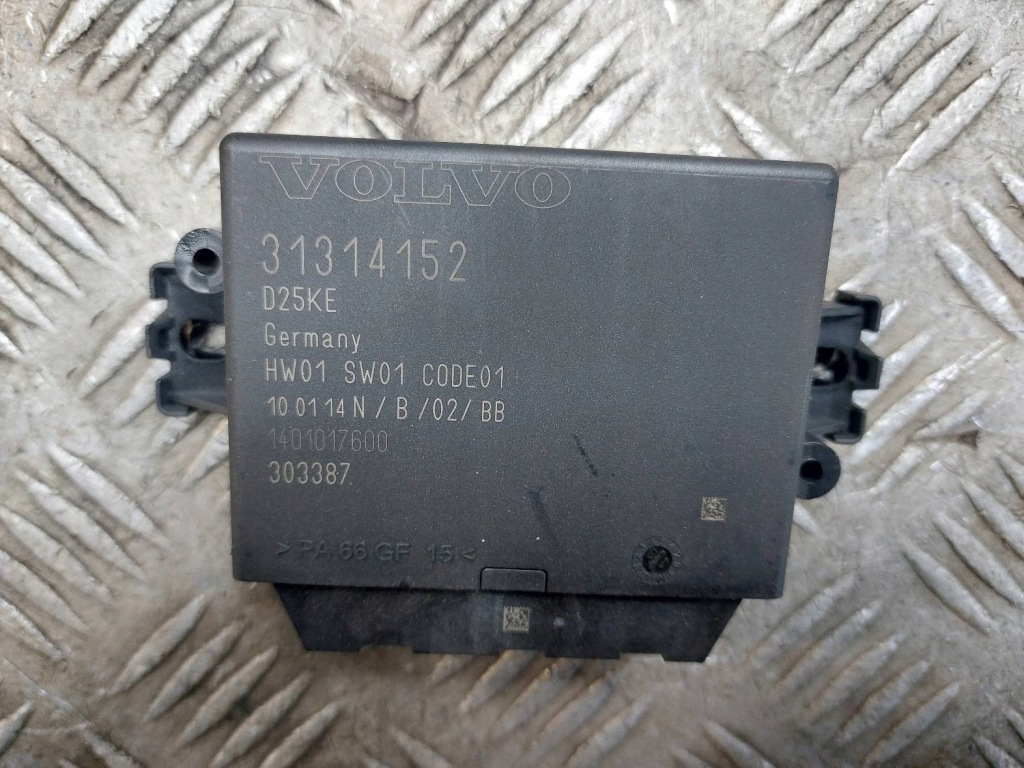 VOLVO
31314152
D25KE
Germany
HW01 SW01 CODE01
10 01 14 N / B / 02 / BB
1401017600
303387
>PA 66 GF 15<